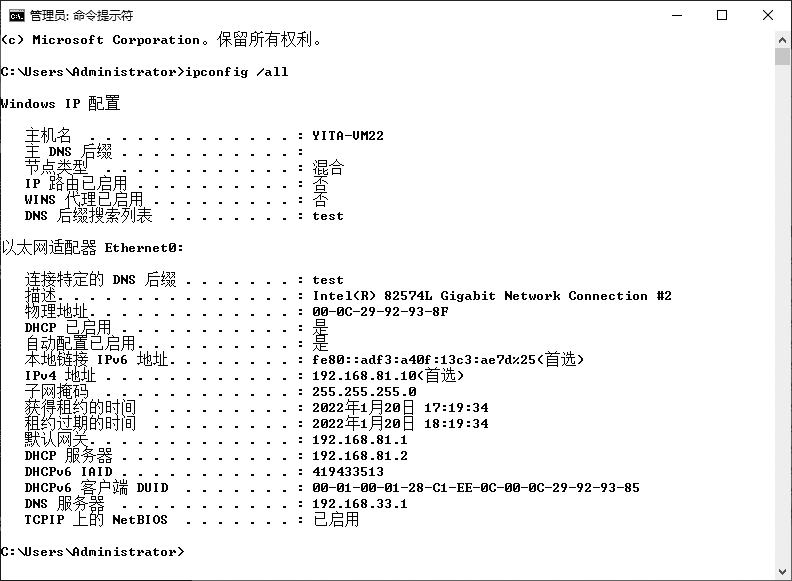 管理员: 命令提示符
(c) Microsoft Corporation。保留所有权利。
C:\Users\Administrator>ipconfig /all
Windows IP 配置
主机名 . . . . . . . . . . . . . : YITA-VM22
主 DNS 后缀 . . . . . . . . . . . :
节点类型 . . . . . . . . . . . . : 混合
IP 路由已启用 . . . . . . . . . . : 否
WINS 代理已启用 . . . . . . . . . : 否
DNS 后缀搜索列表 . . . . . . . . : test
以太网适配器 Ethernet0:
连接特定的 DNS 后缀 . . . . . . . : test
描述. . . . . . . . . . . . . . . : Intel(R) 82574L Gigabit Network Connection #2
物理地址. . . . . . . . . . . . . : 00-0C-29-92-93-8F
DHCP 已启用 . . . . . . . . . . . : 是
自动配置已启用. . . . . . . . . . : 是
本地链接 IPv6 地址. . . . . . . . : fe80::adf3:a40f:13c3:ae7d%25(首选)
IPv4 地址 . . . . . . . . . . . . : 192.168.81.10(首选)
子网掩码 . . . . . . . . . . . . : 255.255.255.0
获得租约的时间 . . . . . . . . . : 2022年1月20日 17:19:34
租约过期的时间 . . . . . . . . . : 2022年1月20日 18:19:34
默认网关. . . . . . . . . . . . . : 192.168.81.1
DHCP 服务器 . . . . . . . . . . . : 192.168.81.2
DHCPv6 IAID . . . . . . . . . . . : 419433513
DHCPv6 客户端 DUID . . . . . . . : 00-01-00-01-28-C1-EE-0C-00-0C-29-92-93-85
DNS 服务器 . . . . . . . . . . . : 192.168.33.1
TCPIP 上的 NetBIOS . . . . . . . : 已启用
C:\Users\Administrator>